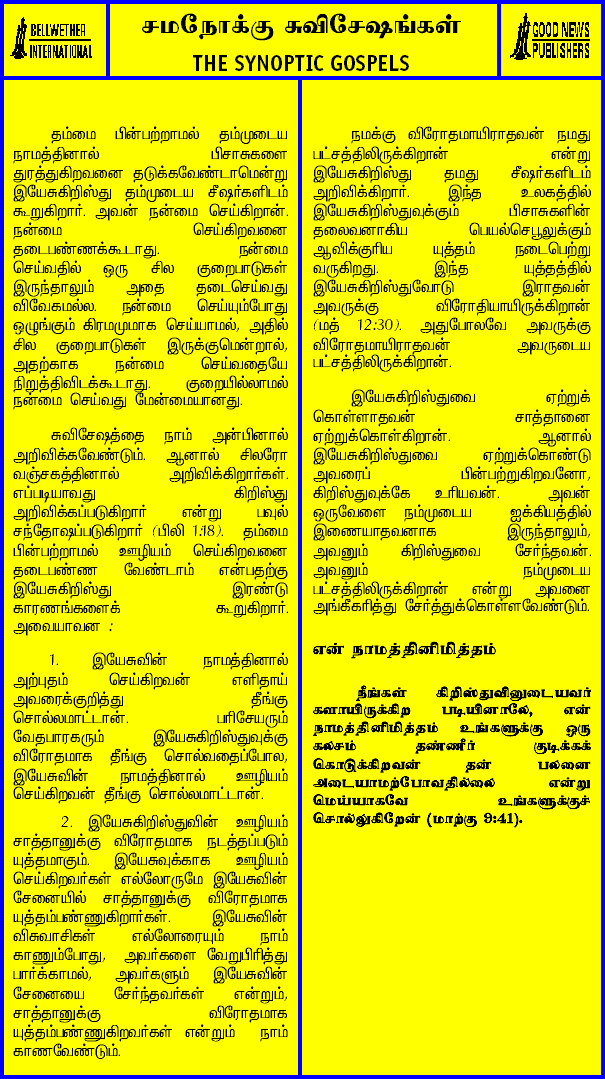 BELLWETHER
INTERNATIONAL
சமநோக்கு சுவிசேஷங்கள்
THE SYNOPTIC GOSPELS
GOOD NEWS
PUBLISHERS
தம்மை பின்பற்றாமல் தம்முடைய
நாமத்தினால் பிசாசுகளை
துரத்துகிறவனை தடுக்கவேண்டாமென்று
இயேசுகிறிஸ்து தம்முடைய சீஷர்களிடம்
கூறுகிறார். அவன் நன்மை செய்கிறான்.
நன்மை செய்கிறவனை
தடைபண்ணக்கூடாது. நன்மை
செய்வதில் ஒரு சில குறைபாடுகள்
இருந்தாலும் அதை தடைசெய்வது
விவேகமல்ல. நன்மை செய்யும்போது
ஒழுங்கும் கிரமமுமாக செய்யாமல், அதில்
சில குறைபாடுகள் இருக்குமென்றால்,
அதற்காக நன்மை செய்வதையே
நிறுத்திவிடக்கூடாது. குறையில்லாமல்
நன்மை செய்வது மேன்மையானது.
சுவிசேஷத்தை நாம் அன்பினால்
அறிவிக்கவேண்டும். ஆனால் சிலரோ
வஞ்சகத்தினால் அறிவிக்கிறார்கள்.
எப்படியாவது கிறிஸ்து
அறிவிக்கப்படுகிறார் என்று பவுல்
சந்தோஷப்படுகிறார் (பிலி 1:18). தம்மை
பின்பற்றாமல் ஊழியம் செய்கிறவனை
தடைபண்ண வேண்டாம் என்பதற்கு
இயேசுகிறிஸ்து இரண்டு
காரணங்களைக் கூறுகிறார்.
அவையாவன :
1. இயேசுவின் நாமத்தினால்
அற்புதம் செய்கிறவன் எளிதாய்
அவரைக்குறித்து தீங்கு
சொல்லமாட்டான். பரிசேயரும்
வேதபாரகரும் இயேசுகிறிஸ்துவுக்கு
விரோதமாக தீங்கு சொல்வதைப்போல,
இயேசுவின் நாமத்தினால் ஊழியம்
செய்கிறவன் தீங்கு சொல்லமாட்டான்.
2. இயேசுகிறிஸ்துவின் ஊழியம்
சாத்தானுக்கு விரோதமாக நடத்தப்படும்
யுத்தமாகும். இயேசுவுக்காக ஊழியம்
செய்கிறவர்கள் எல்லோருமே இயேசுவின்
சேனையில் சாத்தானுக்கு விரோதமாக
யுத்தம்பண்ணுகிறார்கள். இயேசுவின்
விசுவாசிகள் எல்லோரையும் நாம்
காணும்போது, அவர்களை வேறுபிரித்து
பார்க்காமல், அவர்களும் இயேசுவின்
சேனையை சேர்ந்தவர்கள் என்றும்,
சாத்தானுக்கு விரோதமாக
யுத்தம்பண்ணுகிறவர்கள் என்றும் நாம்
காணவேண்டும்.
நமக்கு விரோதமாயிராதவன் நமது
பட்சத்திலிருக்கிறான் என்று
இயேசுகிறிஸ்து தமது சீஷர்களிடம்
அறிவிக்கிறார். இந்த உலகத்தில்
இயேசுகிறிஸ்துவுக்கும் பிசாசுகளின்
தலைவனாகிய பெயல்செபூலுக்கும்
ஆவிக்குரிய யுத்தம் நடைபெற்று
வருகிறது. இந்த யுத்தத்தில்
இயேசுகிறிஸ்துவோடு இராதவன்
அவருக்கு விரோதியாயிருக்கிறான்
(மத் 12:30). அதுபோலவே அவருக்கு
விரோதமாயிராதவன் அவருடைய
பட்சத்திலிருக்கிறான்.
இயேசுகிறிஸ்துவை ஏற்றுக்
கொள்ளாதவன் சாத்தானை
ஏற்றுக்கொள்கிறான். ஆனால்
இயேசுகிறிஸ்துவை ஏற்றுக்கொண்டு
அவரைப் பின்பற்றுகிறவனோ,
கிறிஸ்துவுக்கே உரியவன். அவன்
ஒருவேளை நம்முடைய ஐக்கியத்தில்
இணையாதவனாக இருந்தாலும்,
அவனும் கிறிஸ்துவை சேர்ந்தவன்.
அவனும் நம்முடைய
பட்சத்திலிருக்கிறான் என்று அவனை
அங்கீகரித்து சேர்த்துக்கொள்ளவேண்டும்.
என் நாமத்தினிமித்தம்
நீங்கள் கிறிஸ்துவினுடையவர்
களாயிருக்கிற படியினாலே, என்
நாமத்தினிமித்தம் உங்களுக்கு ஒரு
கலசம் தண்ணீர் குடிக்கக்
கொடுக்கிறவன் தன் பலனை
அடையாமற்போவதில்லை என்று
மெய்யாகவே உங்களுக்குச்
சொல்லுகிறேன் (மாற்கு 9:41).